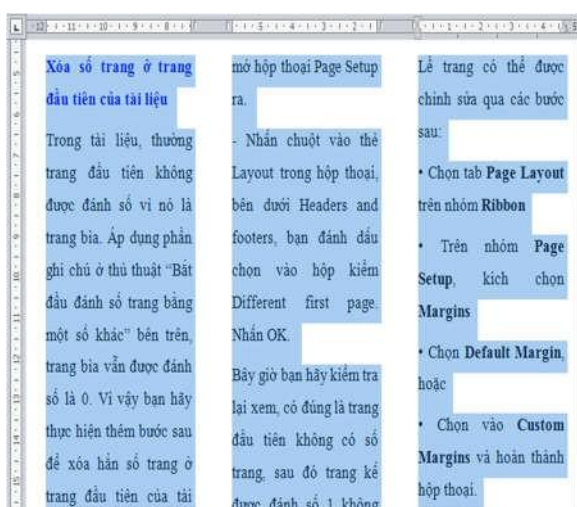 Xóa số trang ở trang
đầu tiên của tài liệu
Trong tài liệu, thường
trang đầu tiên không
được đánh số vì nó là
trang bìa. Áp dụng phần
ghi chú ở thủ thuật “Bắt
đầu đánh số trang bằng
một số khác” bên trên,
trang bìa vẫn được đánh
số là 0. Vì vậy bạn hãy
thực hiện thêm bước sau
để xóa hẳn số trang ở
trang đầu tiên của tài
mở hộp thoại Page Setup
ra.
- Nhấn chuột vào thẻ
Layout trong hộp thoại,
bên dưới Headers and
footers, bạn đánh dấu
chọn vào hộp kiểm
Different first page.
Nhấn OK.
Bây giờ bạn hãy kiểm tra
lại xem, có đúng là trang
đầu tiên không có số
trang, sau đó trang kế
được đánh số 1 không
Lề trang có thể được
chỉnh sửa qua các bước
sau:
• Chọn tab Page Layout
trên nhóm Ribbon
• Trên nhóm Page
Setup, kích chọn
Margins
• Chọn Default Margin,
hoặc
• Chọn vào Custom
Margins và hoàn thành
hộp thoại.